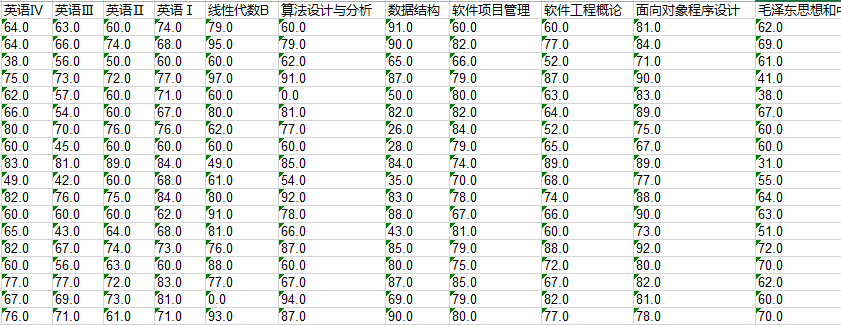 英语Ⅳ 英语Ⅲ 英语Ⅱ 英语Ⅰ 线性代数B 算法设计与分析 数据结构 软件项目管理 软件工程概论 面向对象程序设计 毛泽东思想和
64.0 63.0 60.0 74.0 79.0 60.0 91.0 60.0 60.0 81.0 62.0
64.0 66.0 74.0 68.0 95.0 79.0 90.0 82.0 77.0 84.0 69.0
38.0 56.0 50.0 60.0 60.0 62.0 65.0 66.0 52.0 71.0 61.0
75.0 73.0 72.0 77.0 97.0 91.0 87.0 79.0 87.0 90.0 41.0
62.0 57.0 60.0 71.0 60.0 0.0 50.0 80.0 63.0 83.0 38.0
66.0 54.0 60.0 67.0 80.0 81.0 82.0 82.0 64.0 89.0 67.0
80.0 70.0 76.0 76.0 62.0 77.0 26.0 84.0 52.0 75.0 60.0
60.0 45.0 60.0 60.0 60.0 60.0 28.0 79.0 65.0 67.0 60.0
83.0 81.0 89.0 84.0 49.0 85.0 84.0 74.0 89.0 89.0 31.0
49.0 42.0 60.0 68.0 61.0 54.0 35.0 70.0 68.0 77.0 55.0
82.0 76.0 75.0 84.0 80.0 92.0 83.0 78.0 74.0 88.0 64.0
60.0 60.0 60.0 62.0 91.0 78.0 88.0 67.0 66.0 90.0 63.0
65.0 43.0 64.0 68.0 81.0 66.0 43.0 81.0 60.0 73.0 51.0
82.0 67.0 74.0 73.0 76.0 87.0 85.0 79.0 88.0 92.0 72.0
60.0 56.0 63.0 60.0 88.0 60.0 80.0 75.0 72.0 80.0 70.0
77.0 77.0 72.0 83.0 77.0 67.0 87.0 85.0 67.0 82.0 62.0
67.0 69.0 73.0 81.0 0.0 94.0 69.0 79.0 82.0 81.0 60.0
76.0 71.0 61.0 71.0 93.0 87.0 90.0 80.0 77.0 78.0 70.0